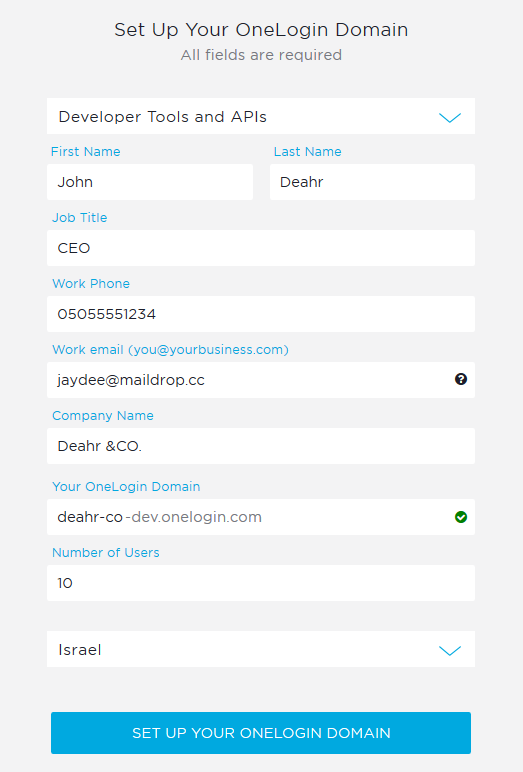 Set Up Your OneLogin Domain
All fields are required
Developer Tools and APIs
First Name Last Name
John Deahr
Job Title
CEO
Work Phone
05055551234
Work email (you@yourbusiness.com)
jaydee@maildrop.cc ?
Company Name
Deahr &CO.
Your OneLogin Domain
deahr-co-dev.onelogin.com
Number of Users
10
Israel
SET UP YOUR ONELOGIN DOMAIN